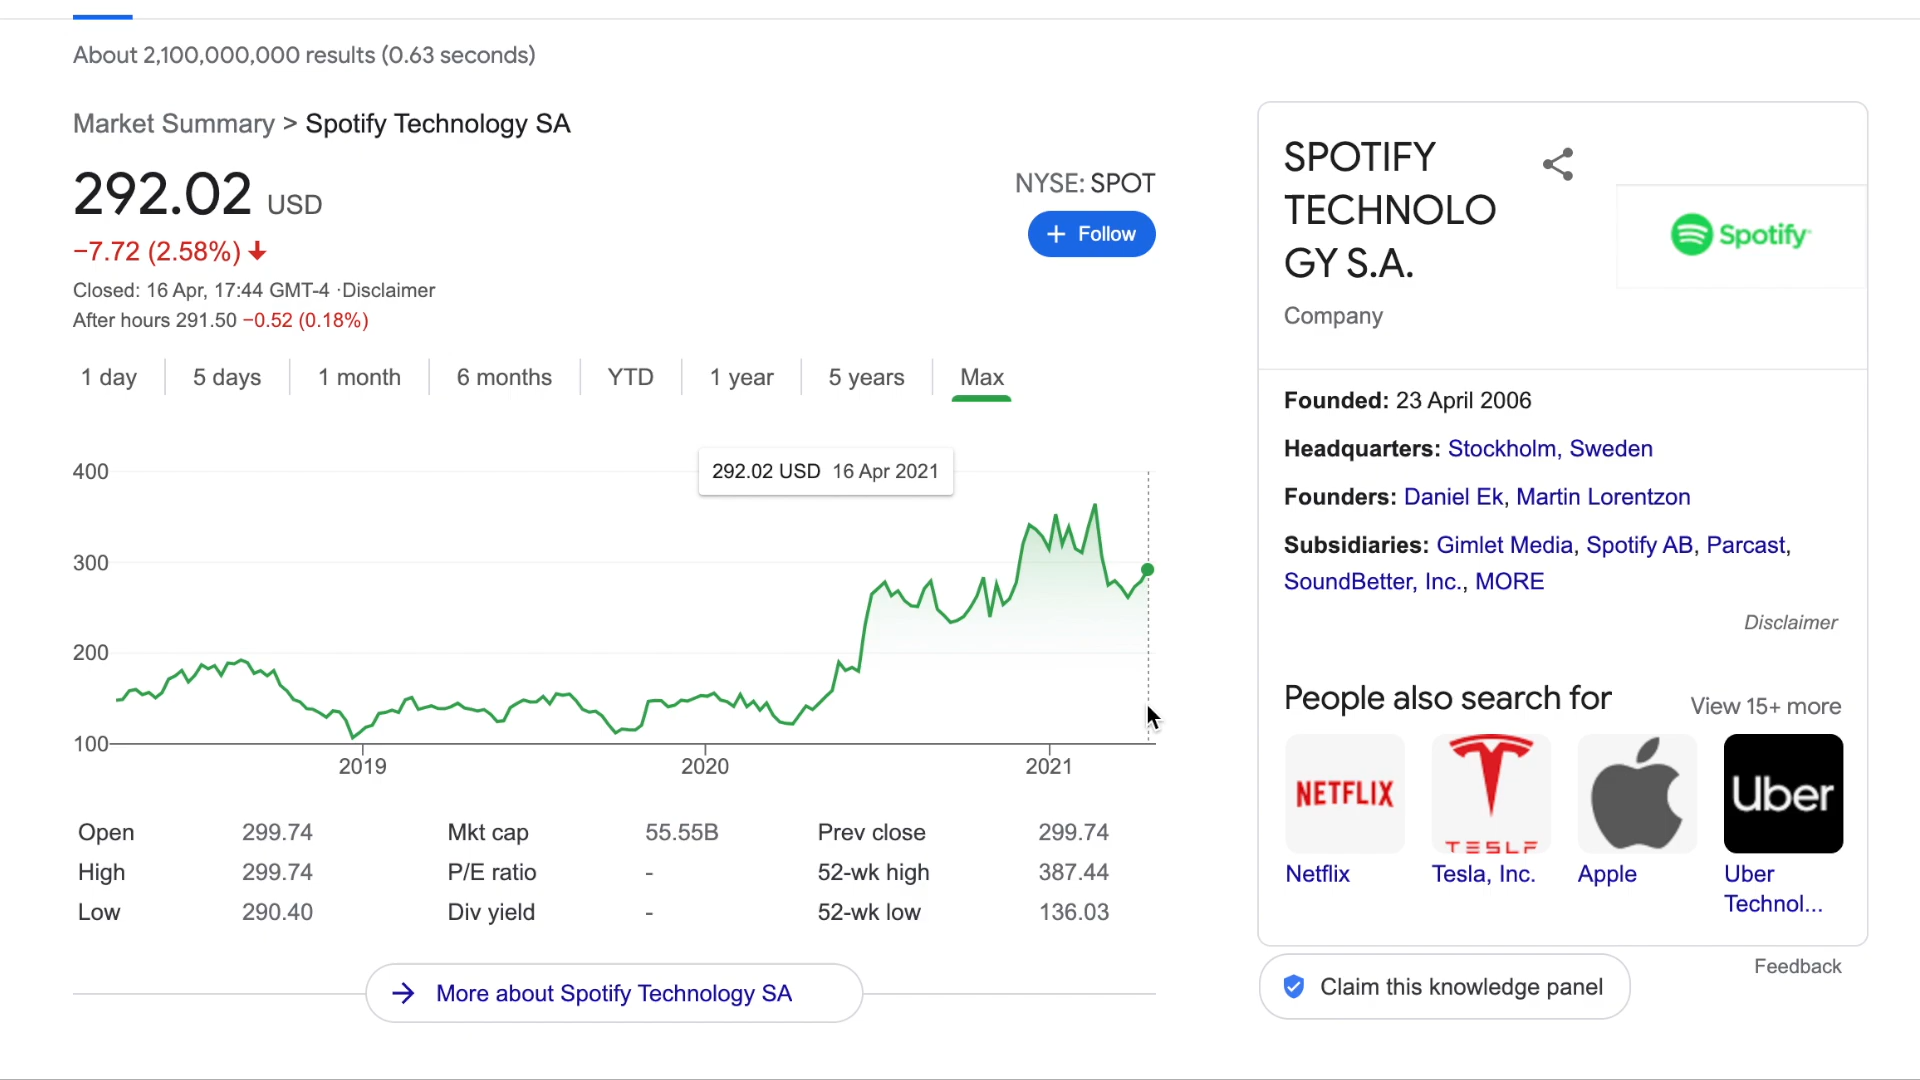 About 2,100,000,000 results (0.63 seconds)
Market Summary > Spotify Technology SA
292.02 USD
−7.72 (2.58%)
Closed: 16 Apr, 17:44 GMT-4 ·Disclaimer
After hours 291.50 −0.52 (0.18%)
NYSE: SPOT
+ Follow
1 day 5 days 1 month 6 months YTD 1 year 5 years Max
292.02 USD 16 Apr 2021
400
300
200
100
2019 2020 2021
Open 299.74 Mkt cap 55.55B Prev close 299.74
High 299.74 P/E ratio - 52-wk high 387.44
Low 290.40 Div yield - 52-wk low 136.03
More about Spotify Technology SA
SPOTIFY
TECHNOLO
GY S.A.
Company
Spotify
Founded: 23 April 2006
Headquarters: Stockholm, Sweden
Founders: Daniel Ek, Martin Lorentzon
Subsidiaries: Gimlet Media, Spotify AB, Parcast,
SoundBetter, Inc., MORE
Disclaimer
People also search for
View 15+ more
NETFLIX
TESLA
Uber
Netflix
Tesla, Inc.
Apple
Uber
Technol...
Feedback
Claim this knowledge panel